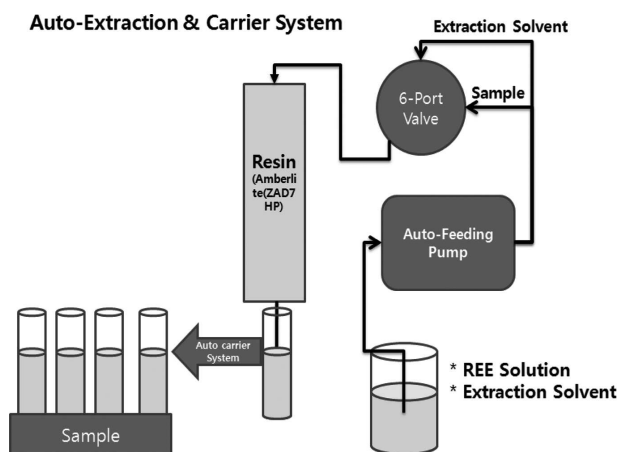 Auto-Extraction & Carrier System
Extraction Solvent
Sample
6-Port
Valve
Resin
(Amberli
te(ZAD7
HP)
Auto-Feeding
Pump
Auto carrier
System
* REE Solution
* Extraction Solvent
Sample